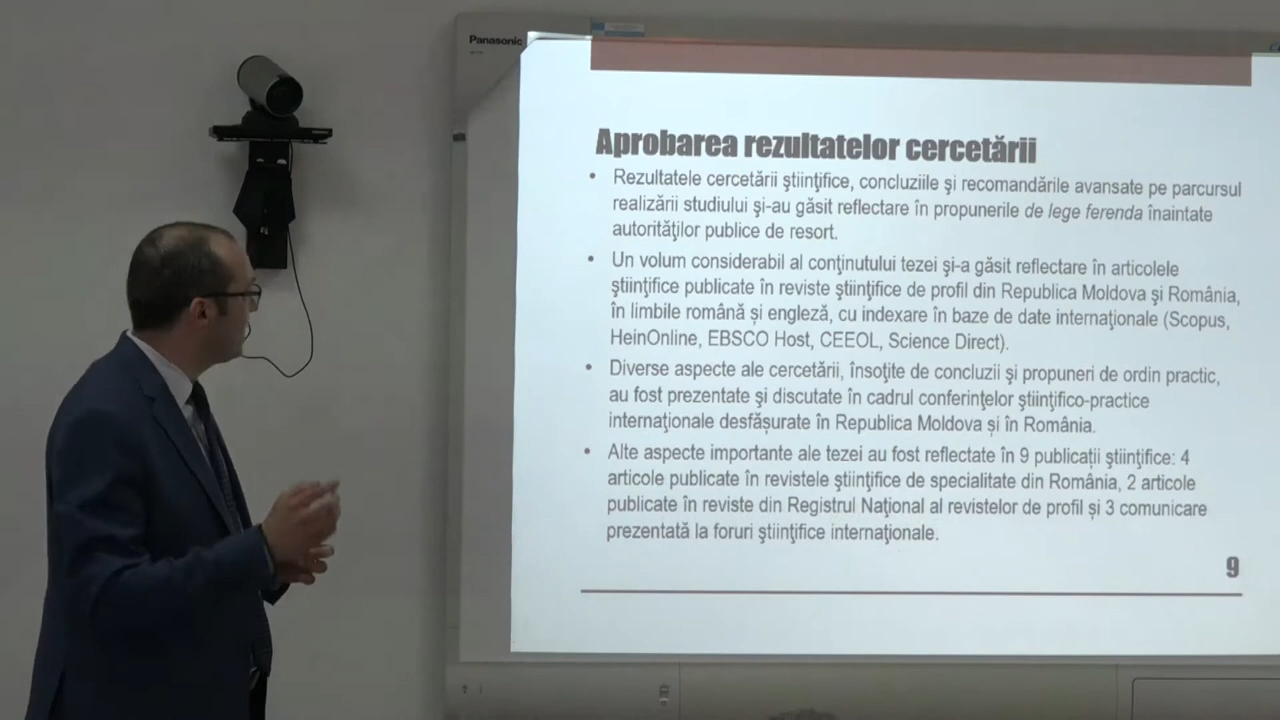 Panasonic
Aprobarea rezultatelor cercetării
• Rezultatele cercetării ştiinţifice, concluziile şi recomandările avansate pe parcursul
realizării studiului şi-au găsit reflectare în propunerile de lege ferenda înaintate
autorităţilor publice de resort.
• Un volum considerabil al conţinutului tezei şi-a găsit reflectare în articolele
ştiinţifice publicate în reviste ştiinţifice de profil din Republica Moldova şi România,
în limbile română și engleză, cu indexare în baze de date internaţionale (Scopus,
HeinOnline, EBSCO Host, CEEOL, Science Direct).
• Diverse aspecte ale cercetării, însoţite de concluzii şi propuneri de ordin practic,
au fost prezentate şi discutate în cadrul conferinţelor ştiinţifico-practice
internaţionale desfășurate în Republica Moldova și în România.
• Alte aspecte importante ale tezei au fost reflectate în 9 publicații ştiinţifice: 4
articole publicate în revistele ştiinţifice de specialitate din România, 2 articole
publicate în reviste din Registrul Naţional al revistelor de profil și 3 comunicare
prezentată la foruri ştiinţifice internaţionale.
9